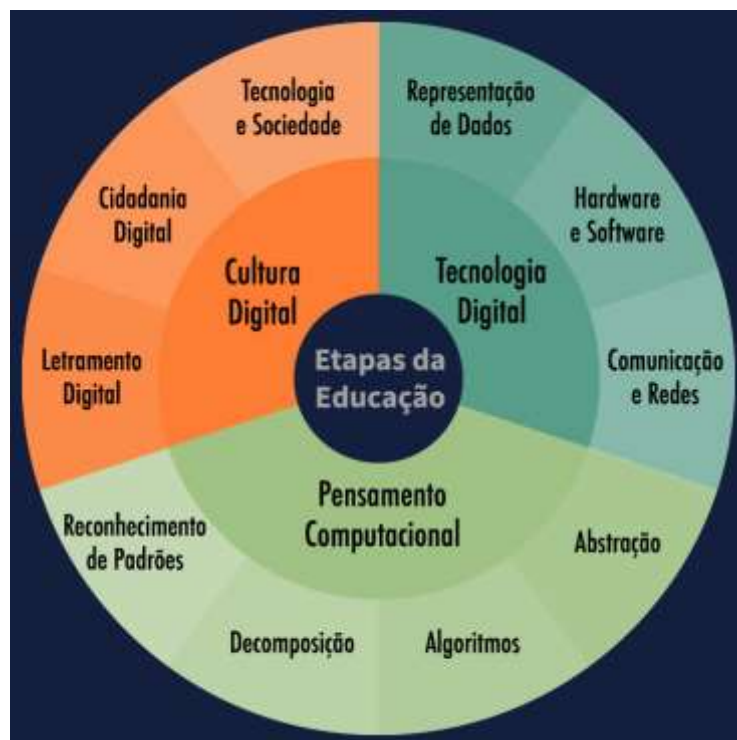 Tecnologia
e Sociedade
Representação
de Dados
Cidadania
Digital
Hardware
e Software
Cultura
Digital
Tecnologia
Digital
Letramento
Digital
Etapas da
Educação
Comunicação
e Redes
Pensamento
Computacional
Reconhecimento
de Padrões
Abstração
Decomposição
Algoritmos